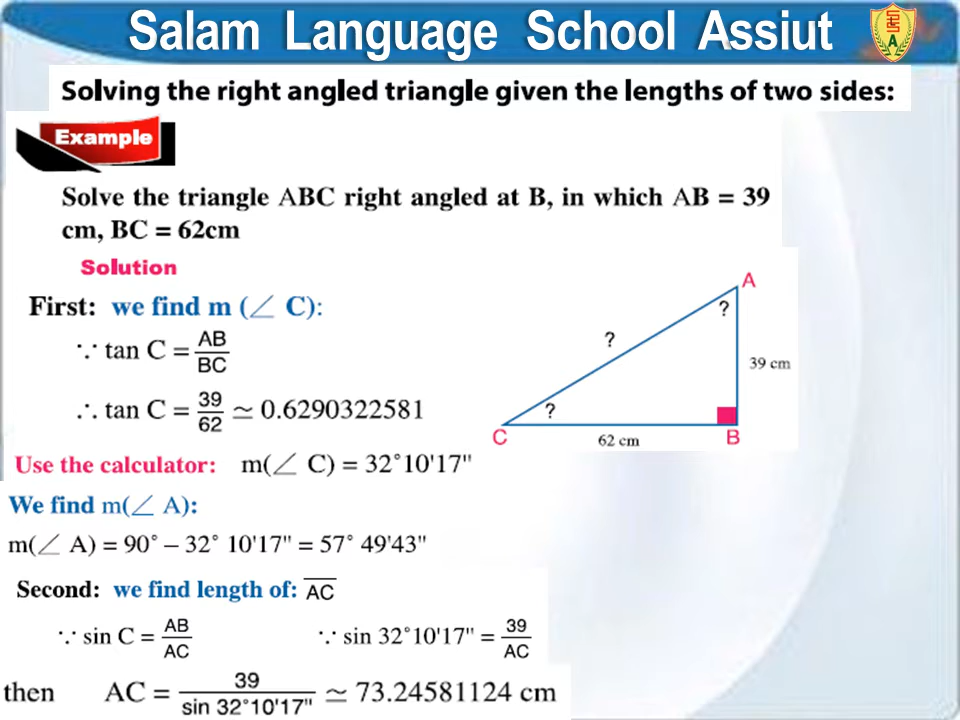 Salam Language School Assiut
Solving the right angled triangle given the lengths of two sides:
Example
Solve the triangle ABC right angled at B, in which AB = 39
cm, BC = 62cm
Solution
First: we find m (∠ C):
∵ tan C = AB/BC
∴ tan C = 39/62 ≃ 0.6290322581
Use the calculator: m(∠ C) = 32˚10'17"
We find m(∠ A):
m(∠ A) = 90˚ – 32˚ 10'17" = 57˚ 49'43"
Second: we find length of: A̅C̅
∵ sin C = AB/AC ∵ sin 32˚10'17" = 39/AC
then AC = 39/sin 32˚10'17" ≃ 73.24581124 cm
A
?
?
39 cm
?
C
62 cm
B
A